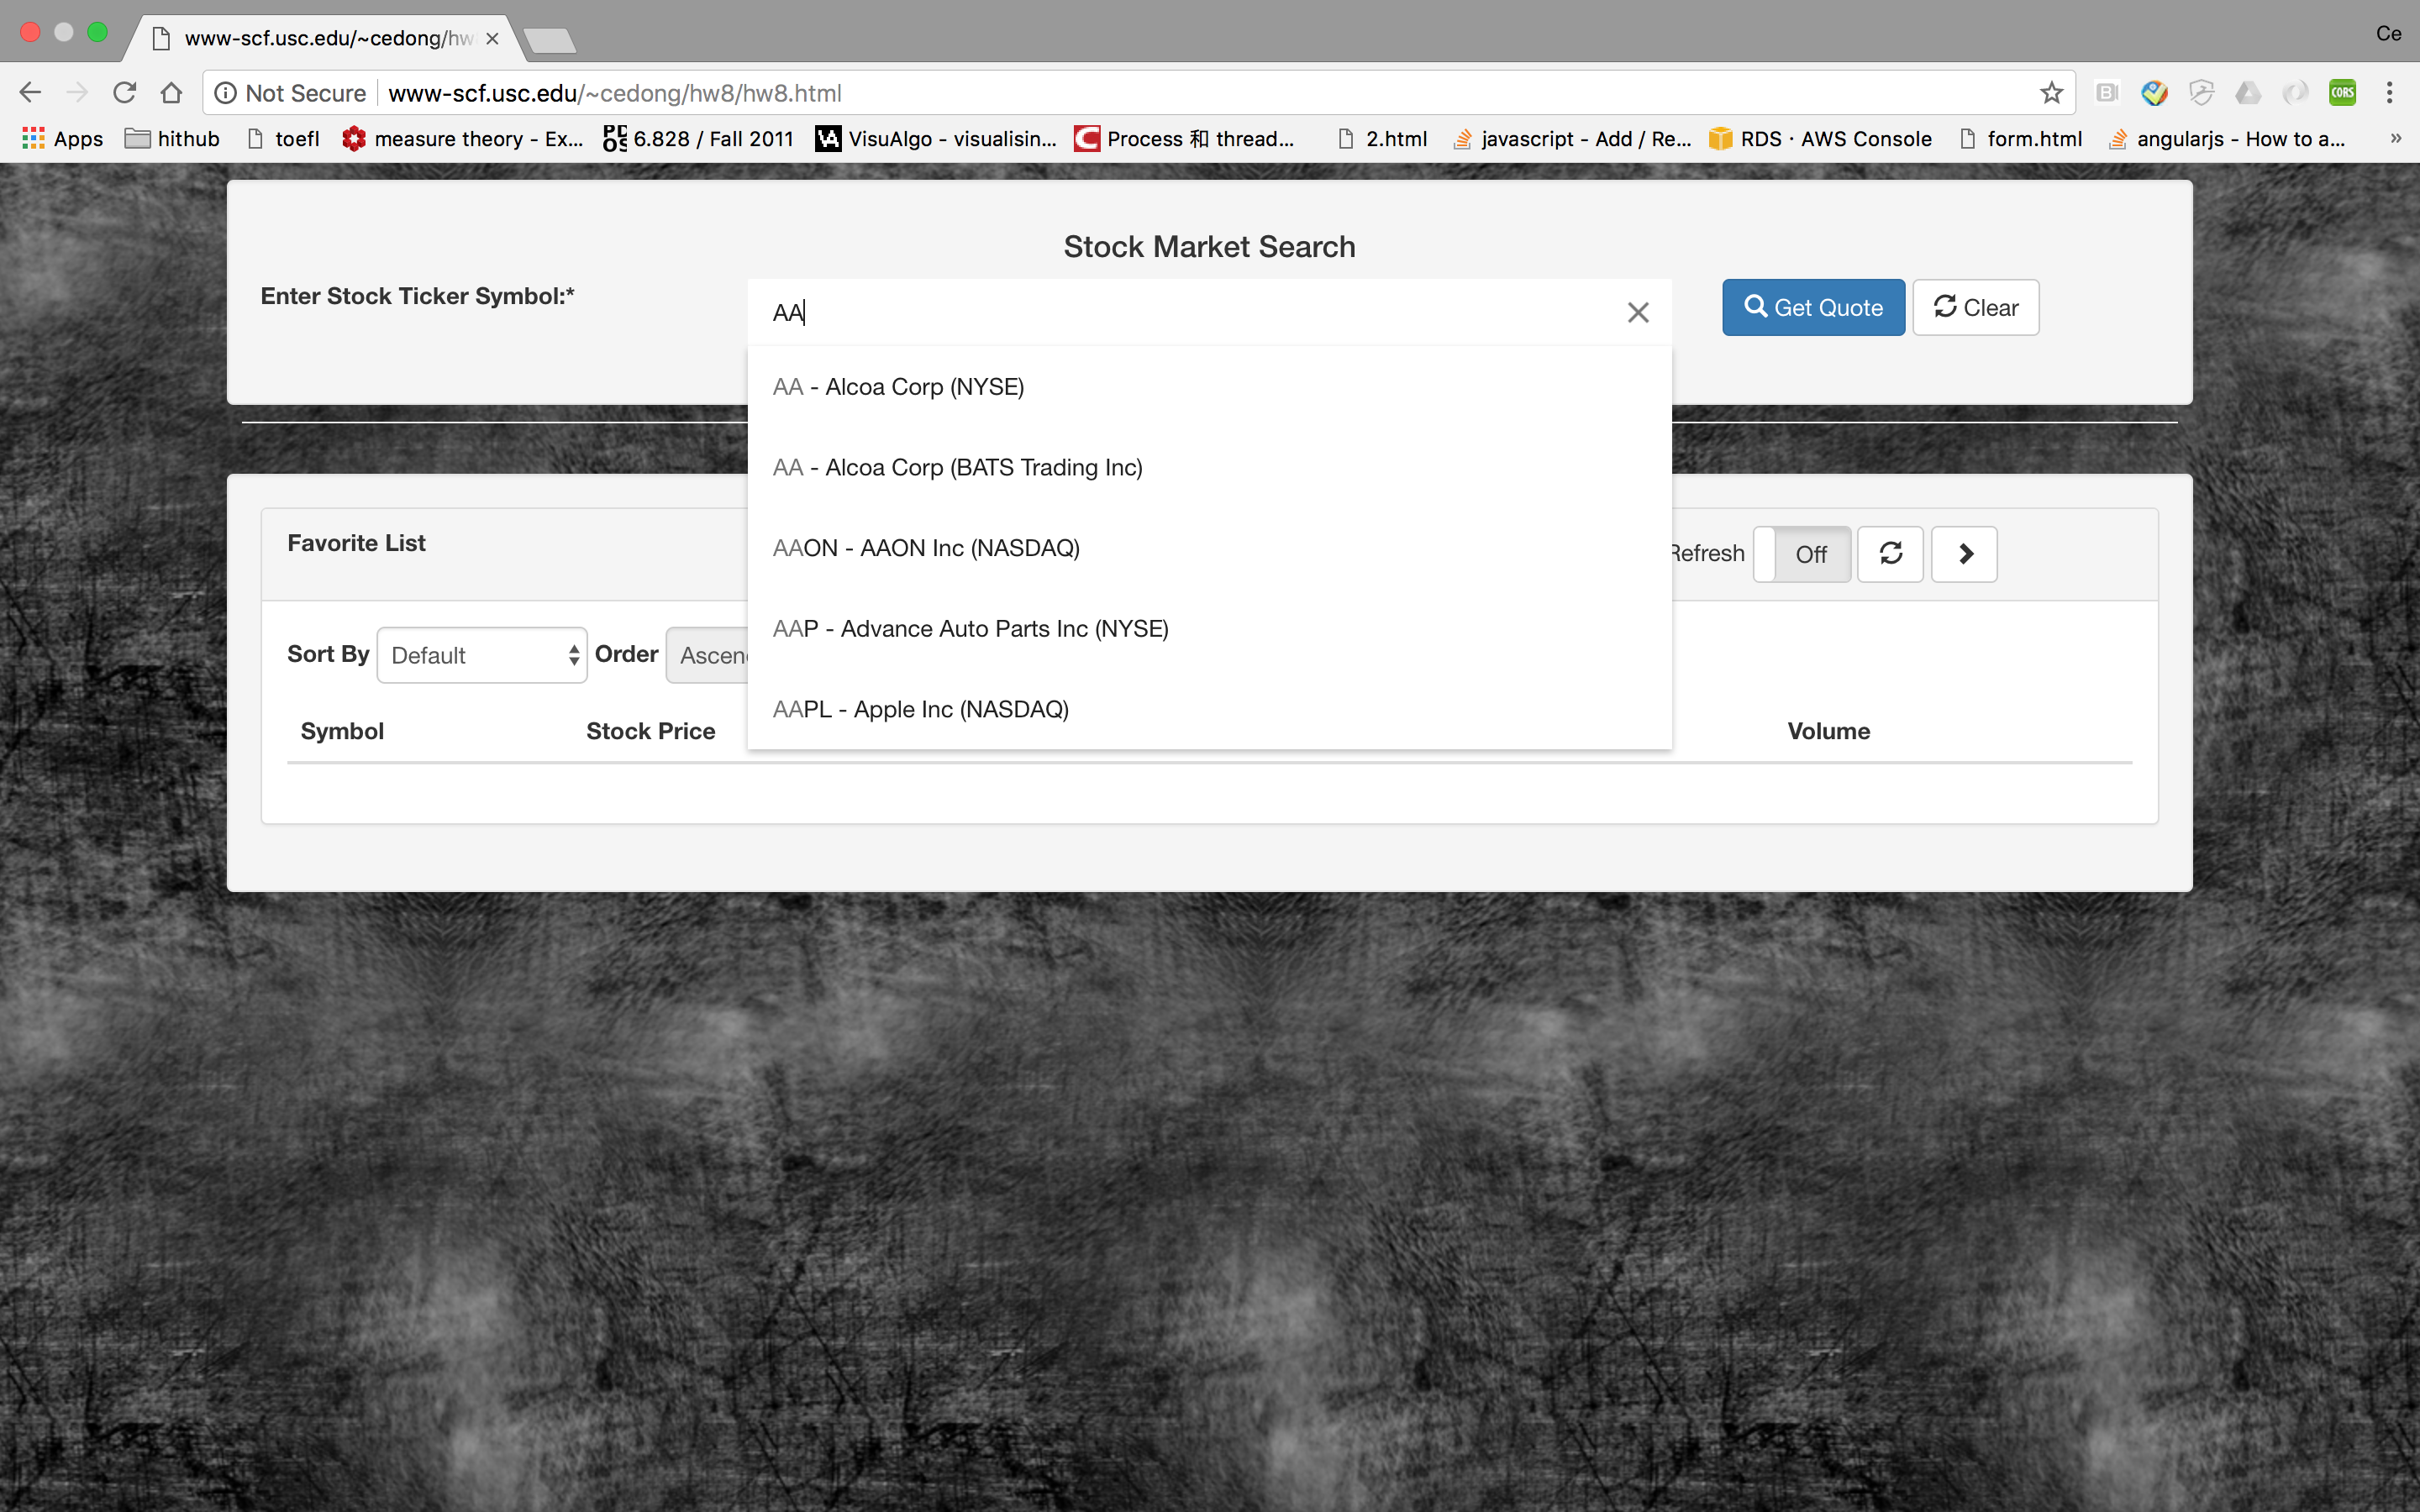 www-scf.usc.edu/~cedong/hw
Ce
Not Secure www-scf.usc.edu/~cedong/hw8/hw8.html
CORS
Apps hithub toefl measure theory - Ex... PDOS 6.828 / Fall 2011 VisuAlgo - visualisin... Process 和 thread... 2.html javascript - Add / Re... RDS · AWS Console form.html angularjs - How to a... »
Stock Market Search
Enter Stock Ticker Symbol:* AA Get Quote Clear
AA - Alcoa Corp (NYSE)
AA - Alcoa Corp (BATS Trading Inc)
AAON - AAON Inc (NASDAQ)
AAP - Advance Auto Parts Inc (NYSE)
AAPL - Apple Inc (NASDAQ)
Favorite List Refresh Off
Sort By Default Order Ascen
Symbol Stock Price Volume